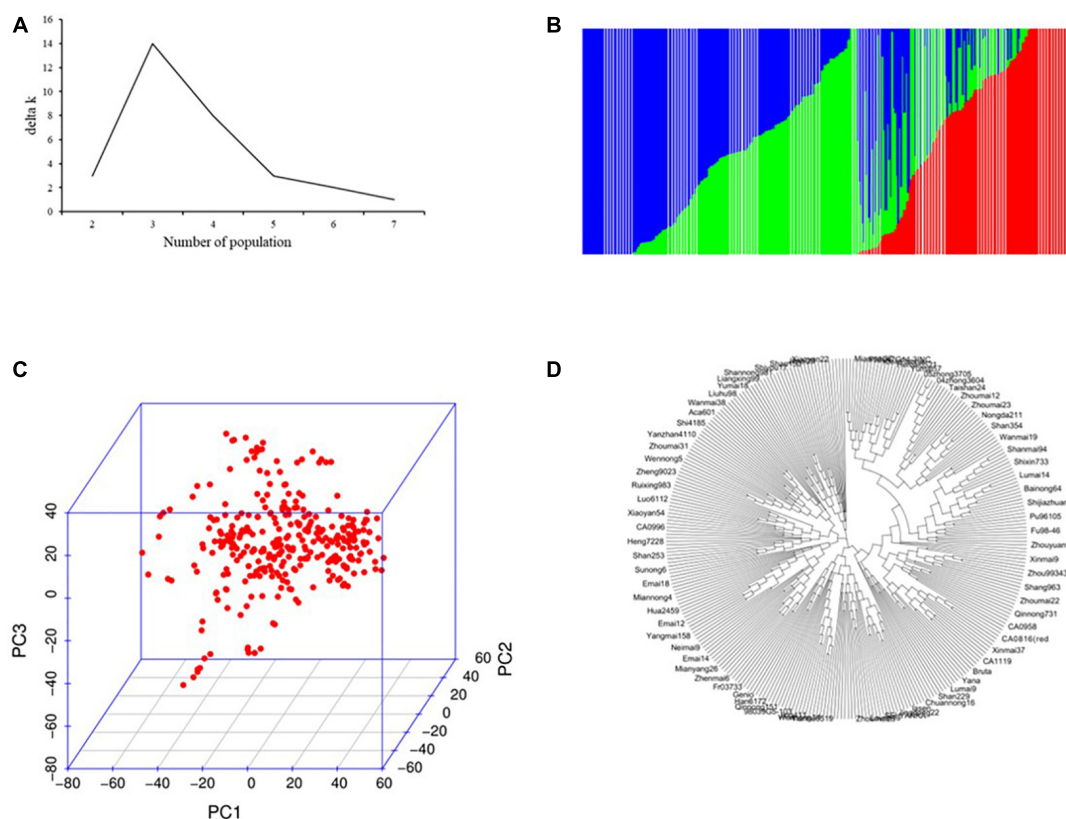 A
16
14
12
10
8
6
4
2
0
delta k
2 3 4 5 6 7
Number of population
B
C
40
20
0
−20
−40
−60
−80
PC3
−80 −60 −40 −20 0 20 40 60
PC1
60
40
20
0
−20
−40
−60
PC2
D
05zhong3705
04zhong3604
Taishan24
Zhoumai12
Zhoumai23
Nongda211
Shan354
Wanmai19
Shanmai94
Shixin733
Lumai14
Bainong64
Shijiazhuan
Pu96105
Fu98-46
Zhouyuan
Xinmai9
Zhou99343
Shang963
Zhoumai22
Qinnong731
CA0958
CA0816(red
Xinmai37
CA1119
Bruta
Yana
Lumai9
Shan229
Chuannong16
Genio
Fr03733
Zhenmai6
Mianyang26
Emai14
Neimai9
Yangmai158
Emai12
Hua2459
Miannong4
Emai18
Sunong6
Shan253
Heng7228
CA0996
Xiaoyan54
Luo6112
Ruixing983
Zheng9023
Wennong5
Zhoumai31
Yanzhan4110
Shi4185
Aca601
Wanmai38
Liuhu98
Yumai18
Liangxing99